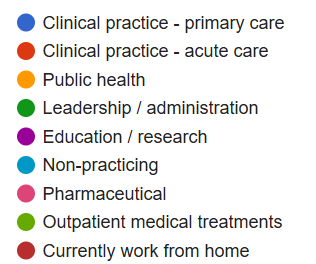 Clinical practice - primary care
Clinical practice - acute care
Public health
Leadership / administration
Education / research
Non-practicing
Pharmaceutical
Outpatient medical treatments
Currently work from home